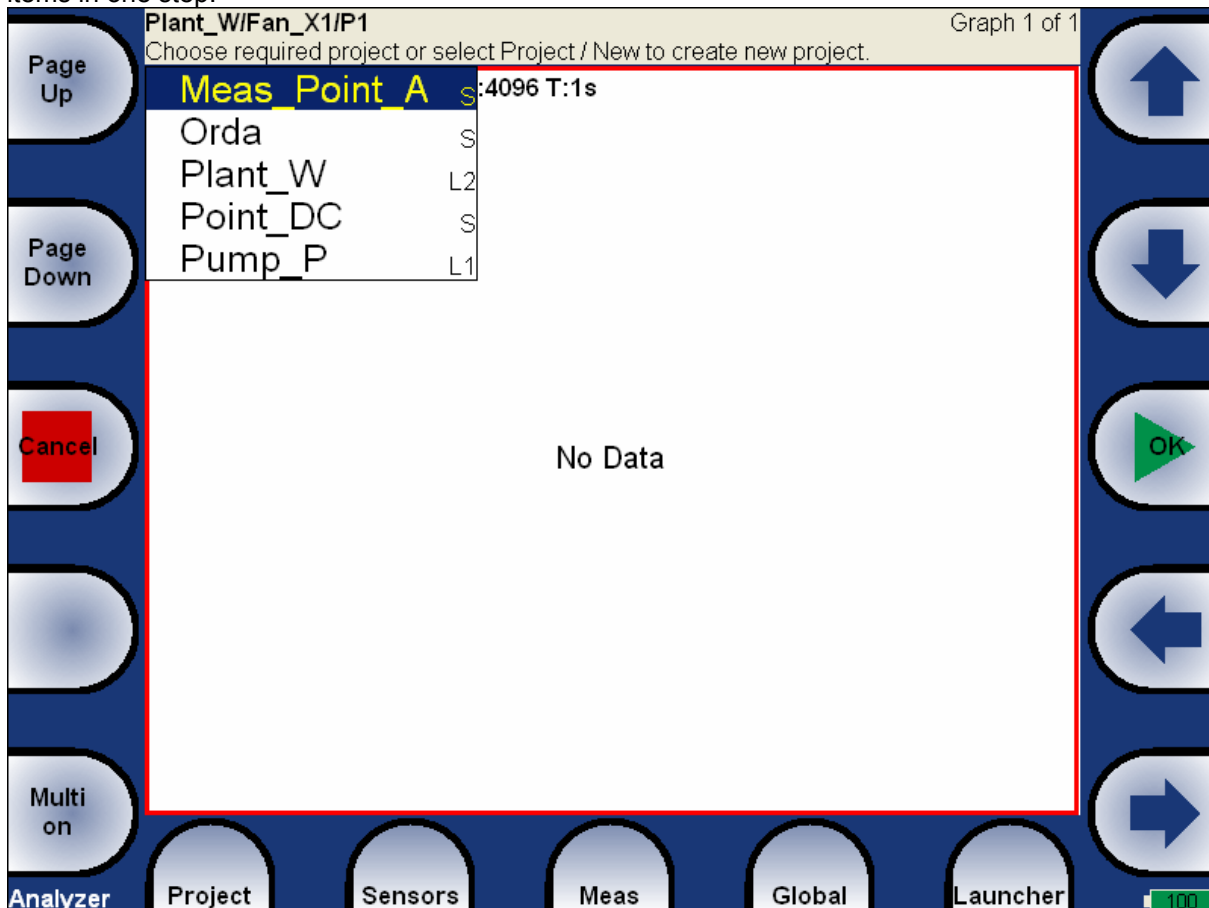 items in one step.
Plant_W/Fan_X1/P1 Graph 1 of 1
Choose required project or select Project / New to create new project.
Page
Up
Meas_Point_A S :4096 T:1s
Orda S
Plant_W L2
Point_DC S
Pump_P L1
Page
Down
Cancel
No Data
OK
Multi
on
Project Sensors Meas Global Launcher
Analyzer 100